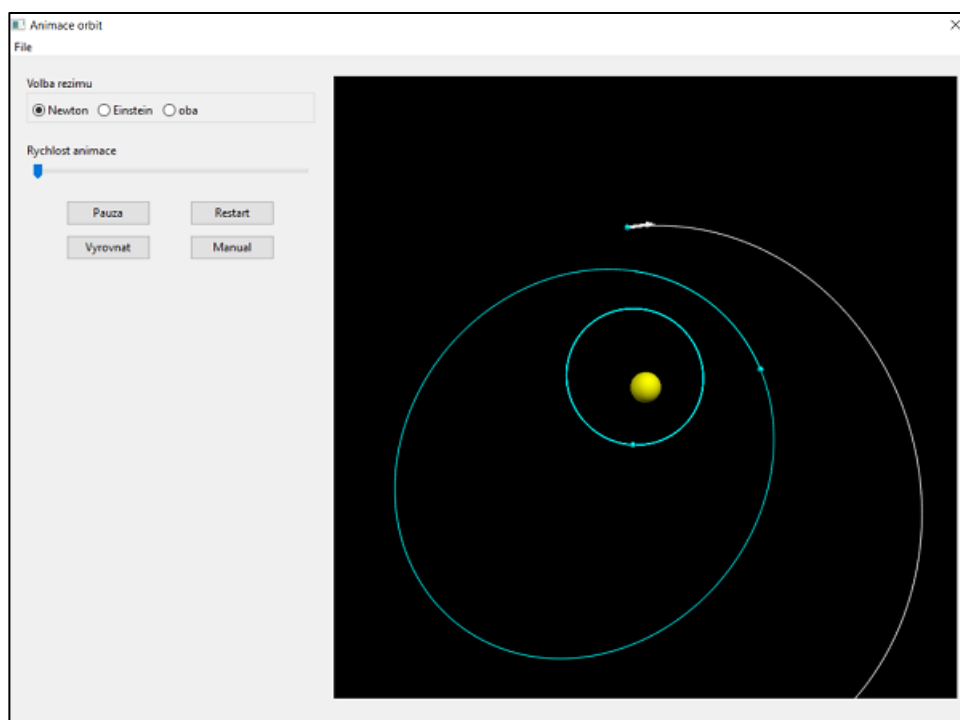 Animace orbit
File
Volba rezimu
Newton Einstein oba
Rychlost animace
Pauza Restart
Vyrovnat Manual